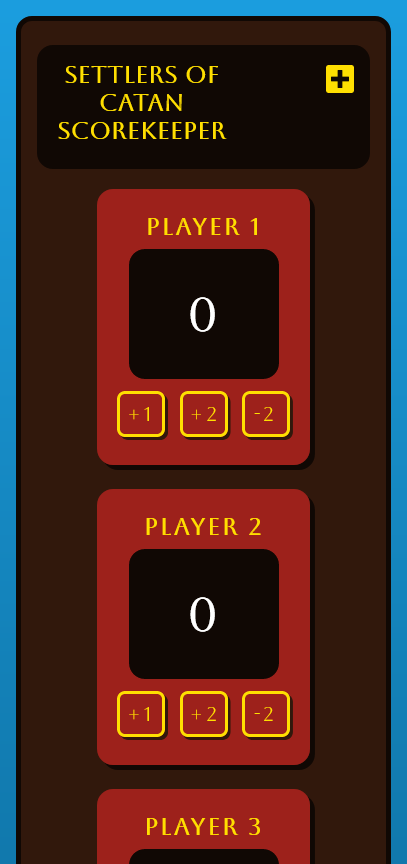 SETTLERS OF
CATAN
SCOREKEEPER
PLAYER 1
0
+1 +2 -2
PLAYER 2
0
+1 +2 -2
PLAYER 3